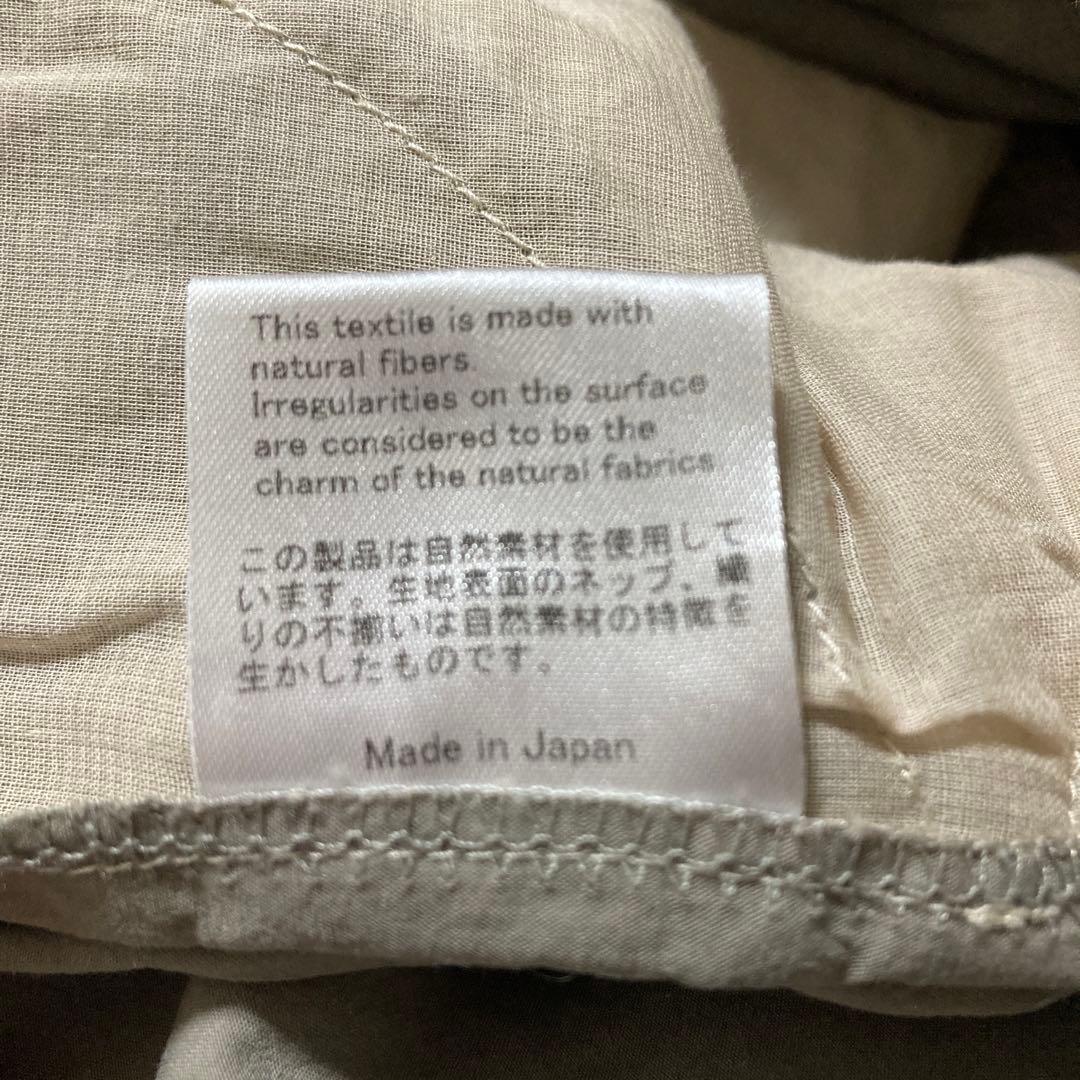 This textile is made with
natural fibers.
Irregularities on the surface
are considered to be the
charm of the natural fabrics
この製品は自然素材を使用して
います。生地表面のネップ、織
りの不揃いは自然素材の特徴を
生かしたものです。
Made in Japan